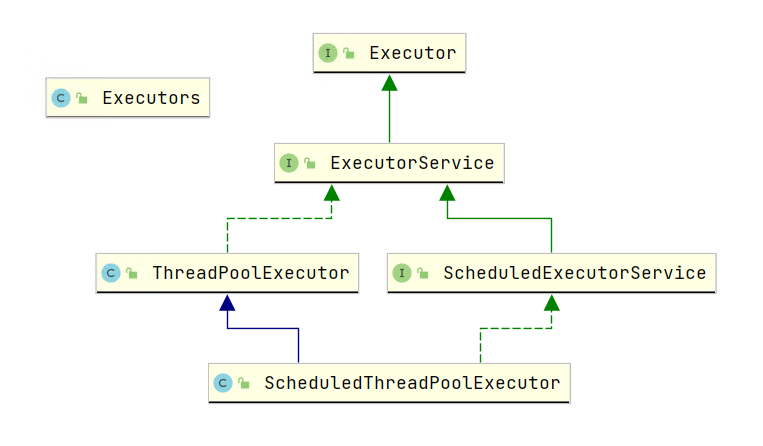 I Executor
C Executors
I ExecutorService
C ThreadPoolExecutor
I ScheduledExecutorService
C ScheduledThreadPoolExecutor